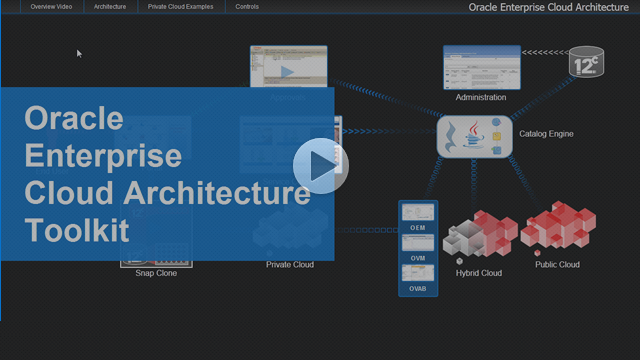 Overview Video
Architecture
Private Cloud Examples
Controls
Oracle Enterprise Cloud Architecture
12c
Administration
Catalog Engine
Oracle
Enterprise
Cloud Architecture
Toolkit
OEM
OVM
OVAB
Snap Clone
Private Cloud
Hybrid Cloud
Public Cloud